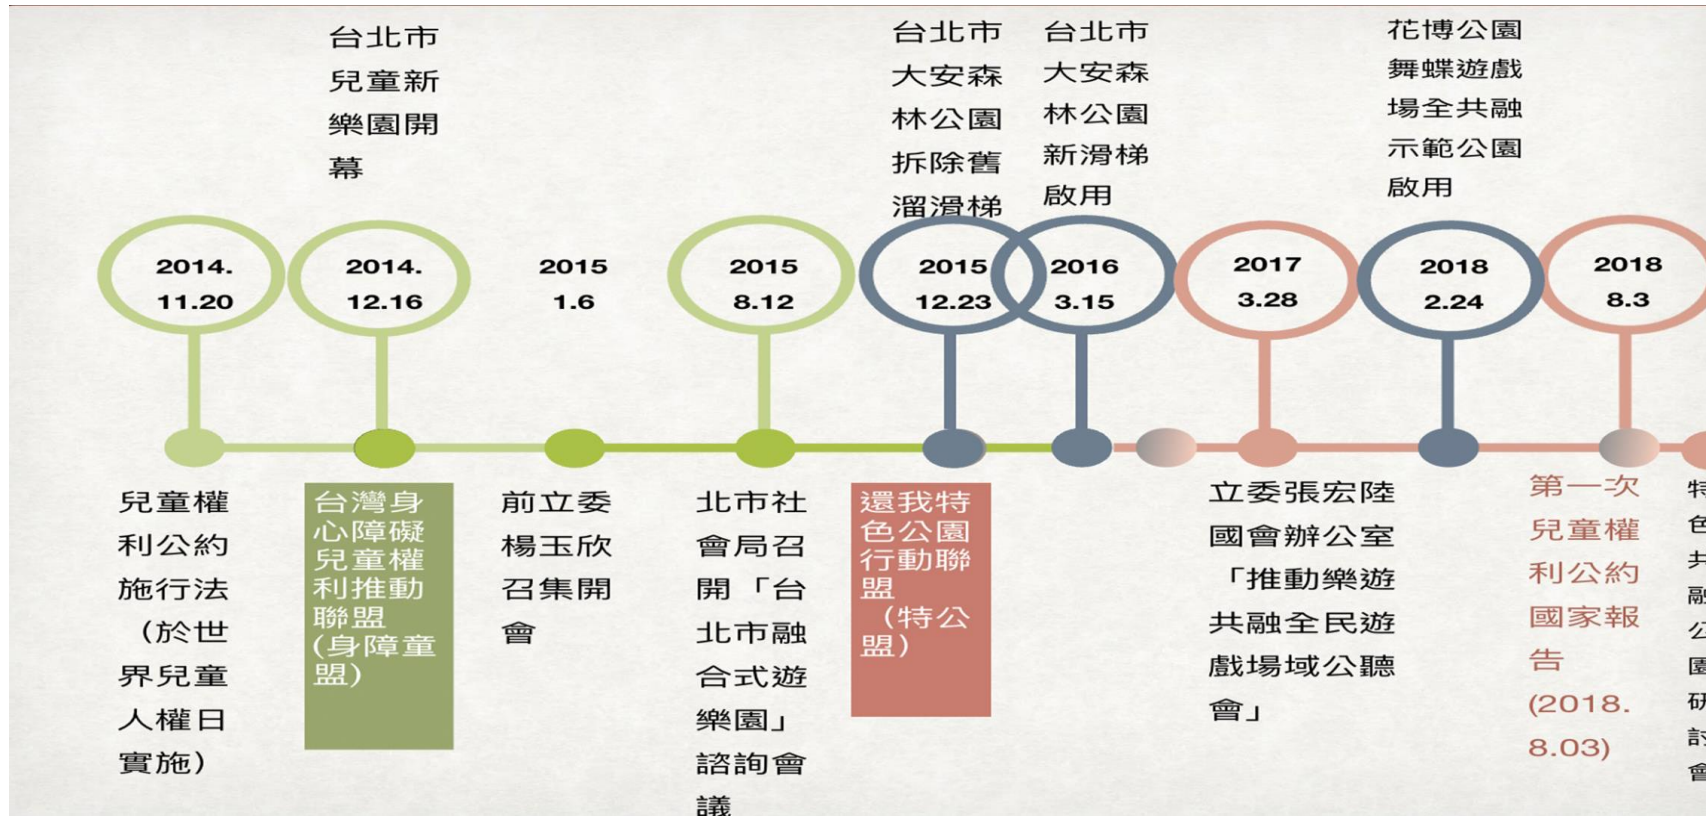 台北市
兒童新
樂園開
幕
台北市
大安森
林公園
拆除舊
溜滑梯
台北市
大安森
林公園
新滑梯
啟用
花博公園
舞蝶遊戲
場全共融
示範公園
啟用
2014.
11.20
2014.
12.16
2015
1.6
2015
8.12
2015
12.23
2016
3.15
2017
3.28
2018
2.24
2018
8.3
兒童權
利公約
施行法
（於世
界兒童
人權日
實施）
台灣身
心障礙
兒童權
利推動
聯盟
(身障童
盟)
前立委
楊玉欣
召集開
會
北市社
會局召
開「台
北市融
合式遊
樂園」
諮詢會
議
還我特
色公園
行動聯
盟
（特公
盟）
立委張宏陸
國會辦公室
「推動樂遊
共融全民遊
戲場域公聽
會」
第一次
兒童權
利公約
國家報
告
(2018.
8.03)
特
色
共
融
公
園
研
討
會